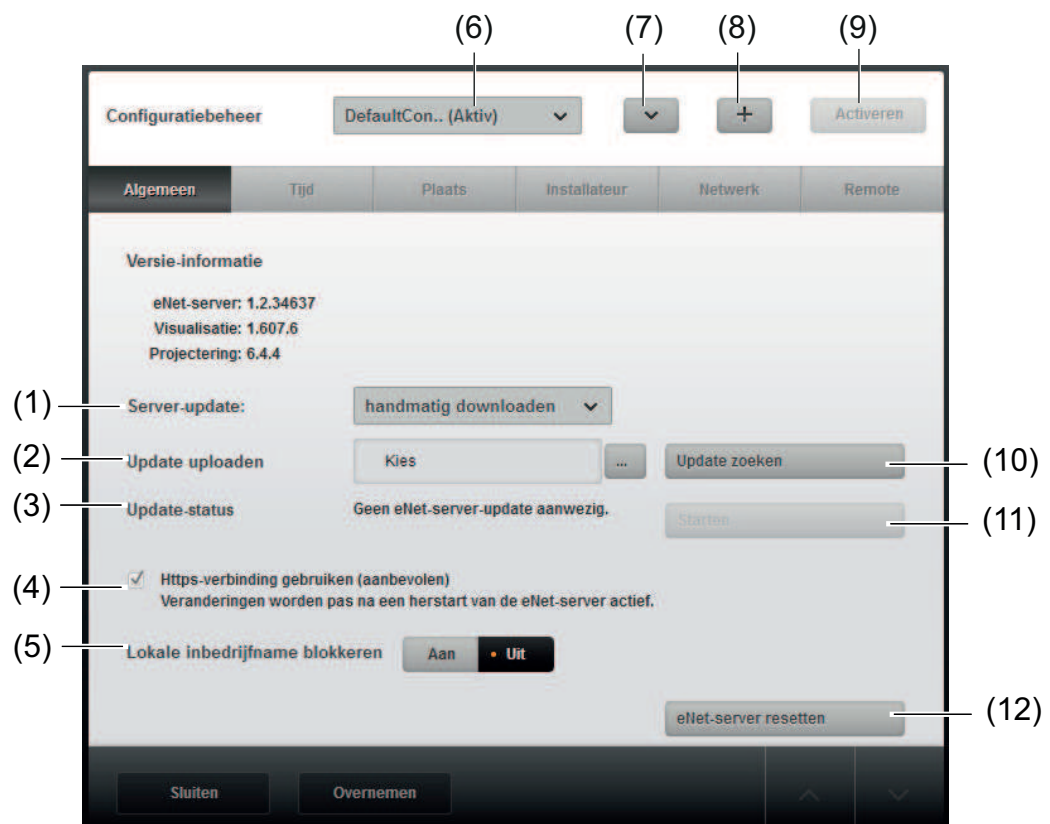 (6) (7) (8) (9)
Configuratiebeheer DefaultCon.. (Aktiv) + Activeren
Algemeen Tijd Plaats Installateur Netwerk Remote
Versie-informatie
eNet-server: 1.2.34637
Visualisatie: 1.607.6
Projectering: 6.4.4
(1) Server-update: handmatig downloaden
(2) Update uploaden Kies ... Update zoeken (10)
(3) Update-status Geen eNet-server-update aanwezig. Starten (11)
(4) Https-verbinding gebruiken (aanbevolen)
Veranderingen worden pas na een herstart van de eNet-server actief.
(5) Lokale inbedrijfname blokkeren Aan • Uit
eNet-server resetten (12)
Sluiten Overnemen